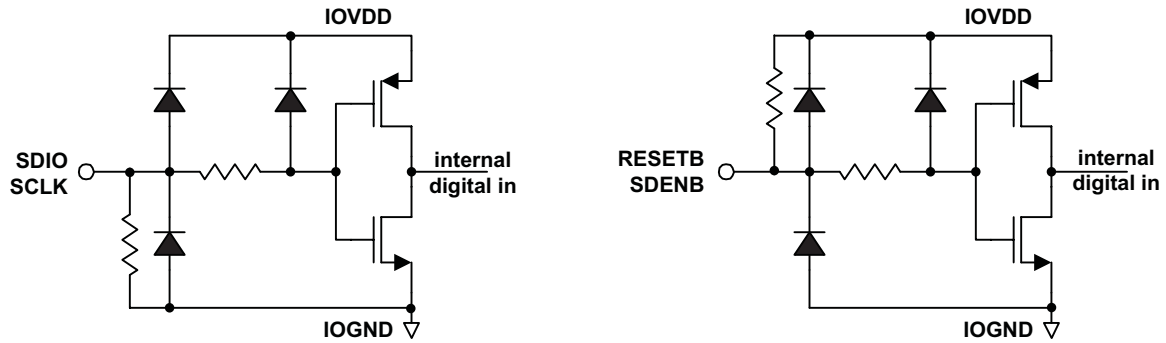 IOVDD
SDIO
SCLK
internal
digital in
IOGND
IOVDD
RESETB
SDENB
internal
digital in
IOGND